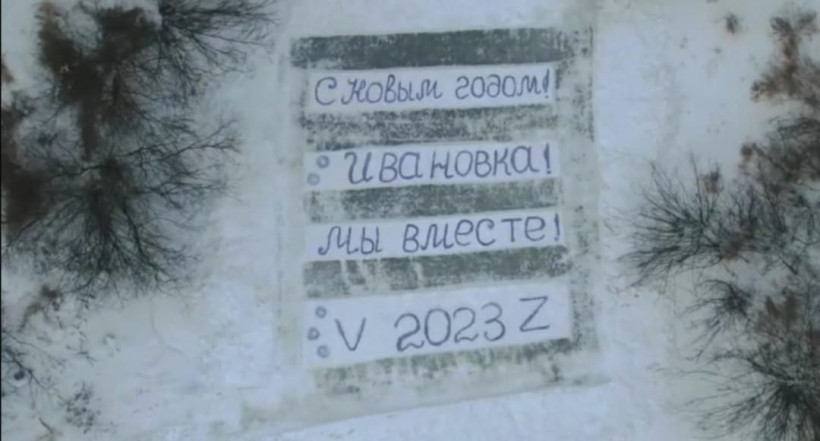 С новым годом!
Ивановка!
Мы вместе!
V 2023 Z